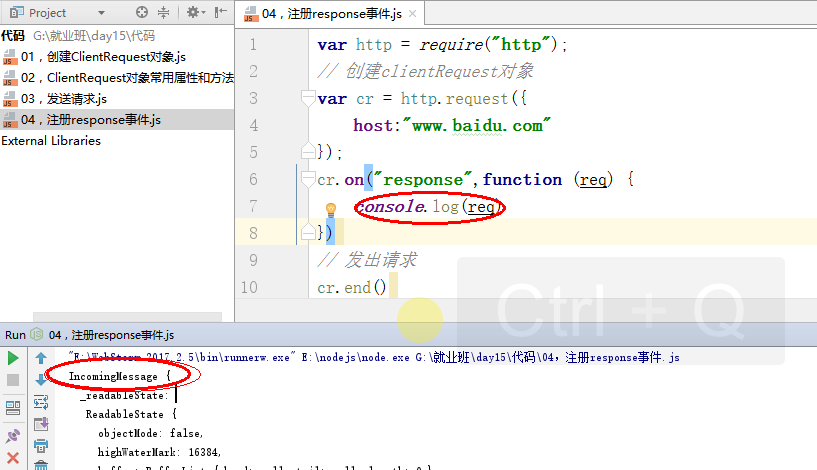 Project
04，注册response事件.js
代码 G:\就业班\day15\代码
01，创建ClientRequest对象.js
02，ClientRequest对象常用属性和方法
03，发送请求.js
04，注册response事件.js
External Libraries
1 var http = require("http");
2 // 创建clientRequest对象
3 var cr = http.request({
4 host:"www.baidu.com"
5 });
6 cr.on("response",function (req) {
7 console.log(req)
8 })
9 // 发出请求
10 cr.end()
Ctrl + Q
Run 04，注册response事件.js
"E:\WebStorm 2017.2.5\bin\runnerw.exe" E:\nodejs\node.exe G:\就业班\day15\代码\04，注册response事件.js
IncomingMessage {
_readableState:
ReadableState {
objectMode: false,
highWaterMark: 16384,